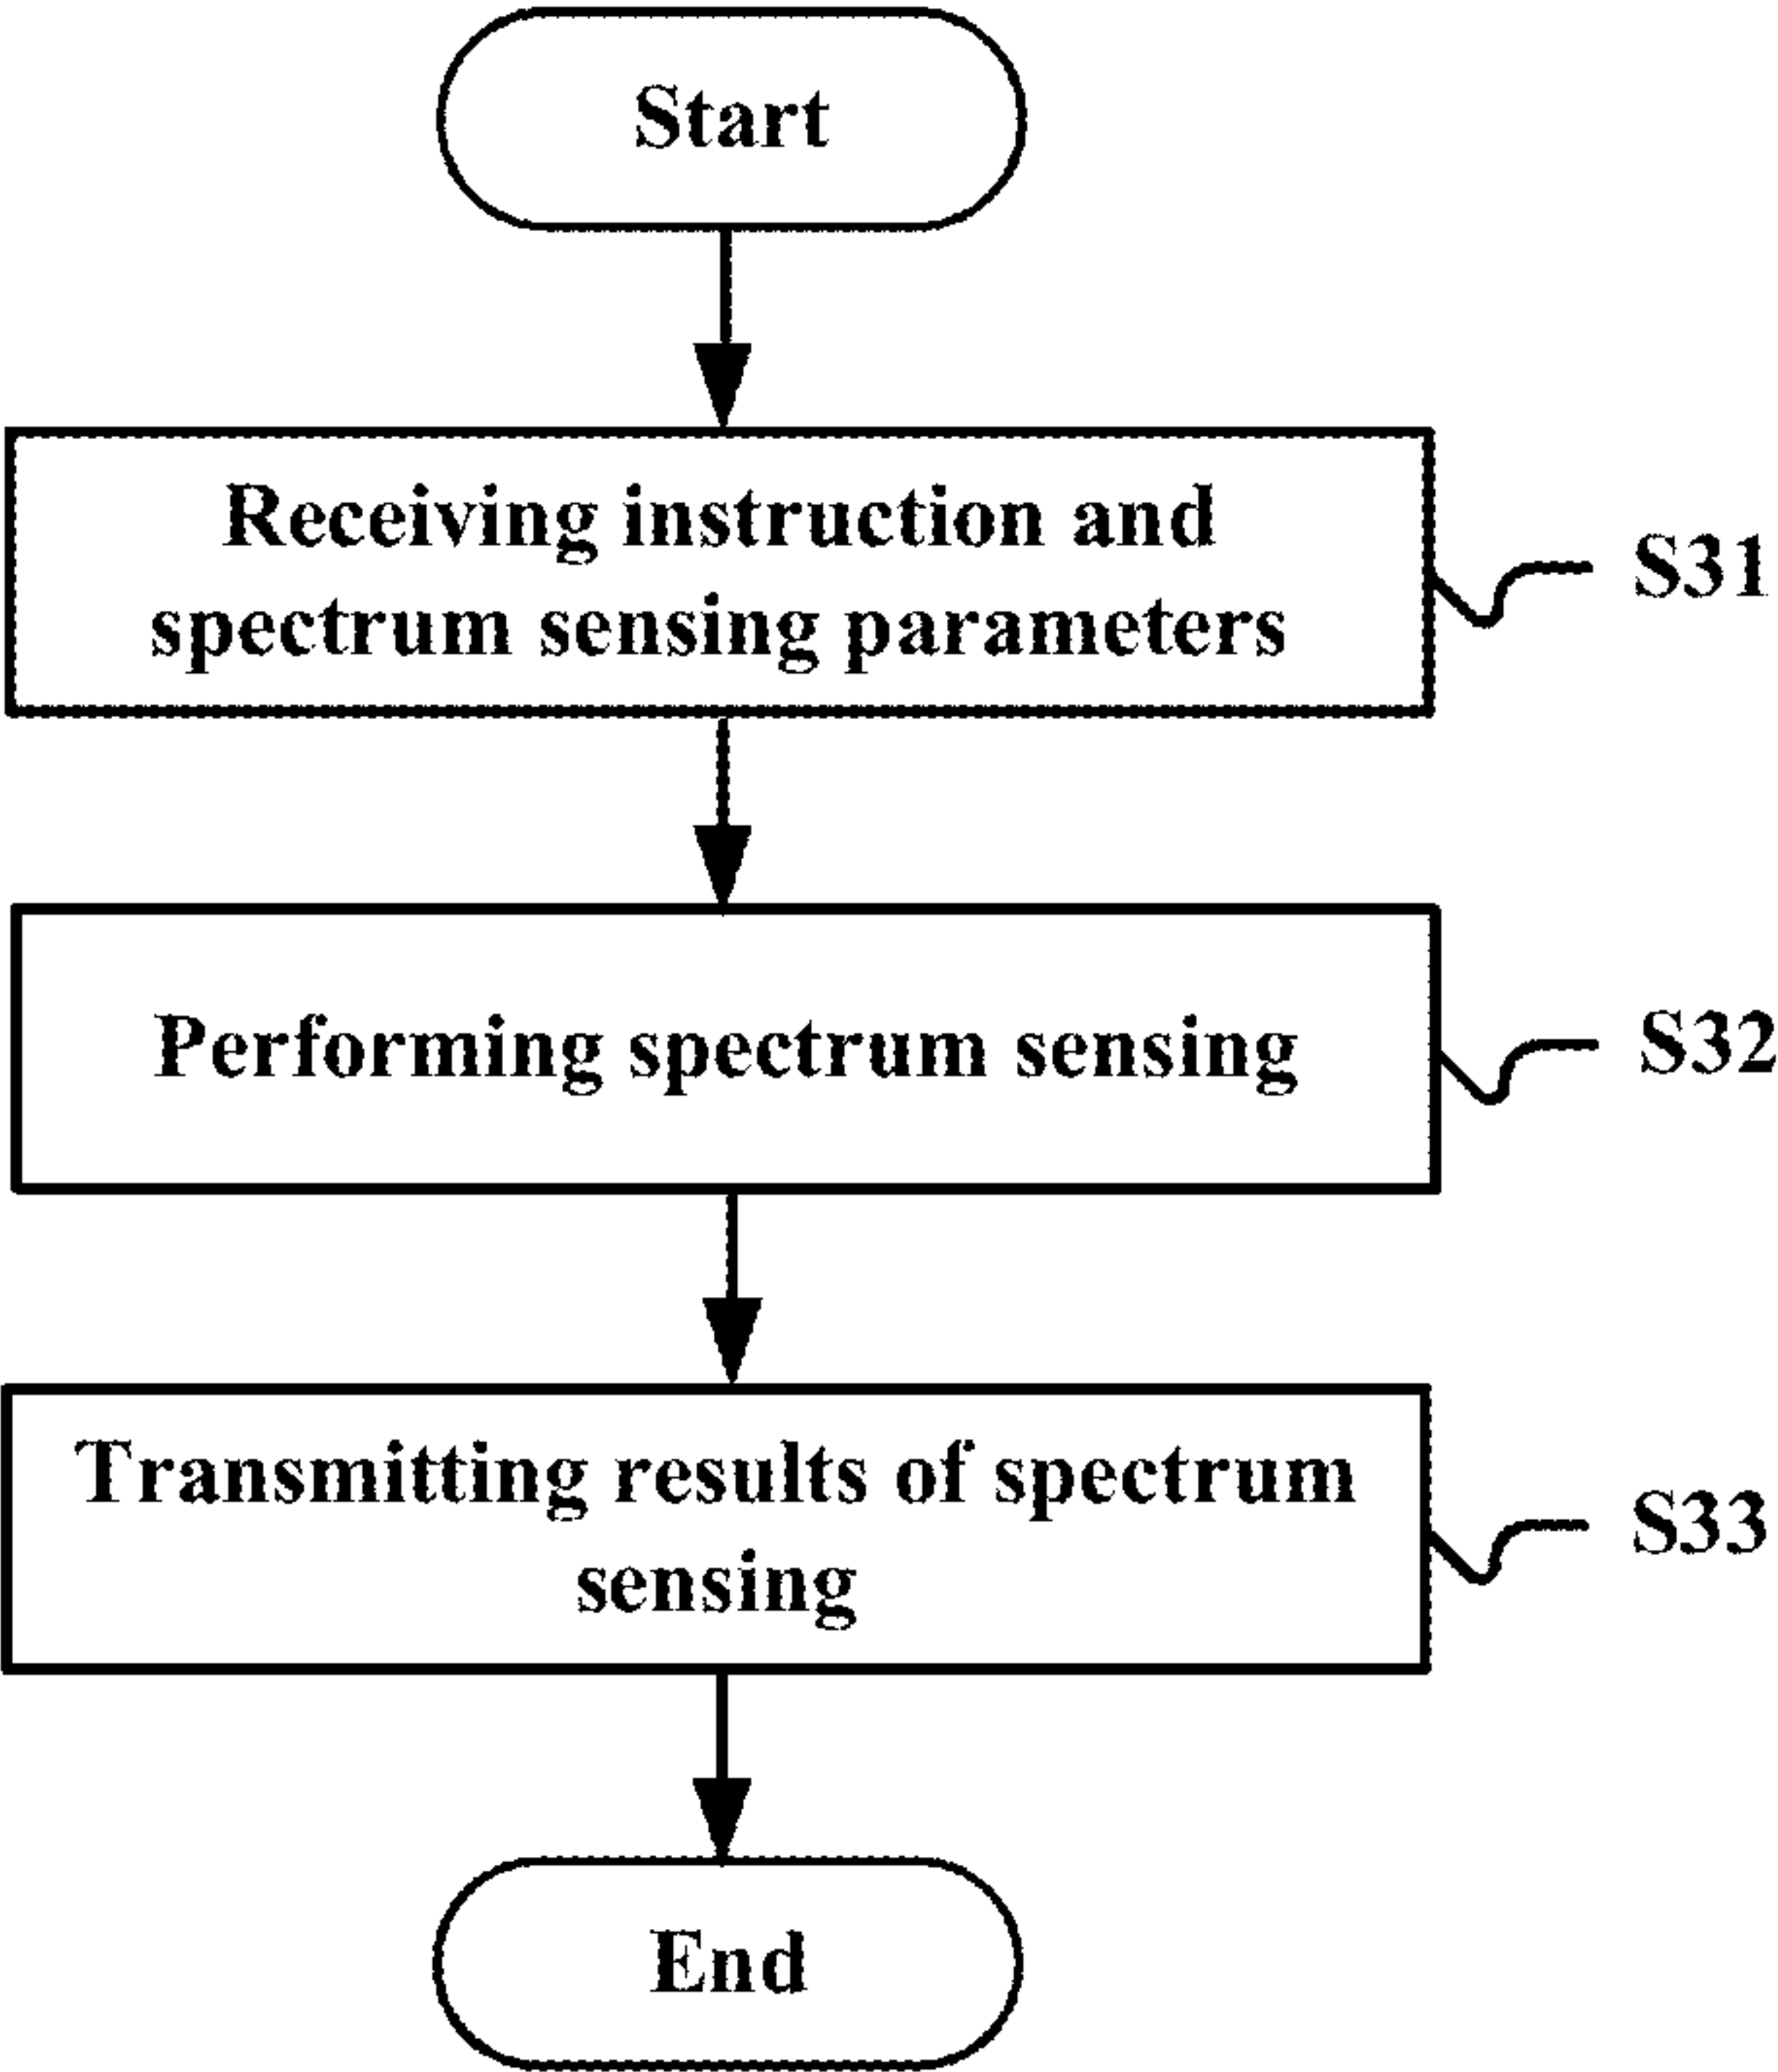 Start
Receiving instruction and
spectrum sensing parameters
S31
Performing spectrum sensing
S32
Transmitting results of spectrum
sensing
S33
End